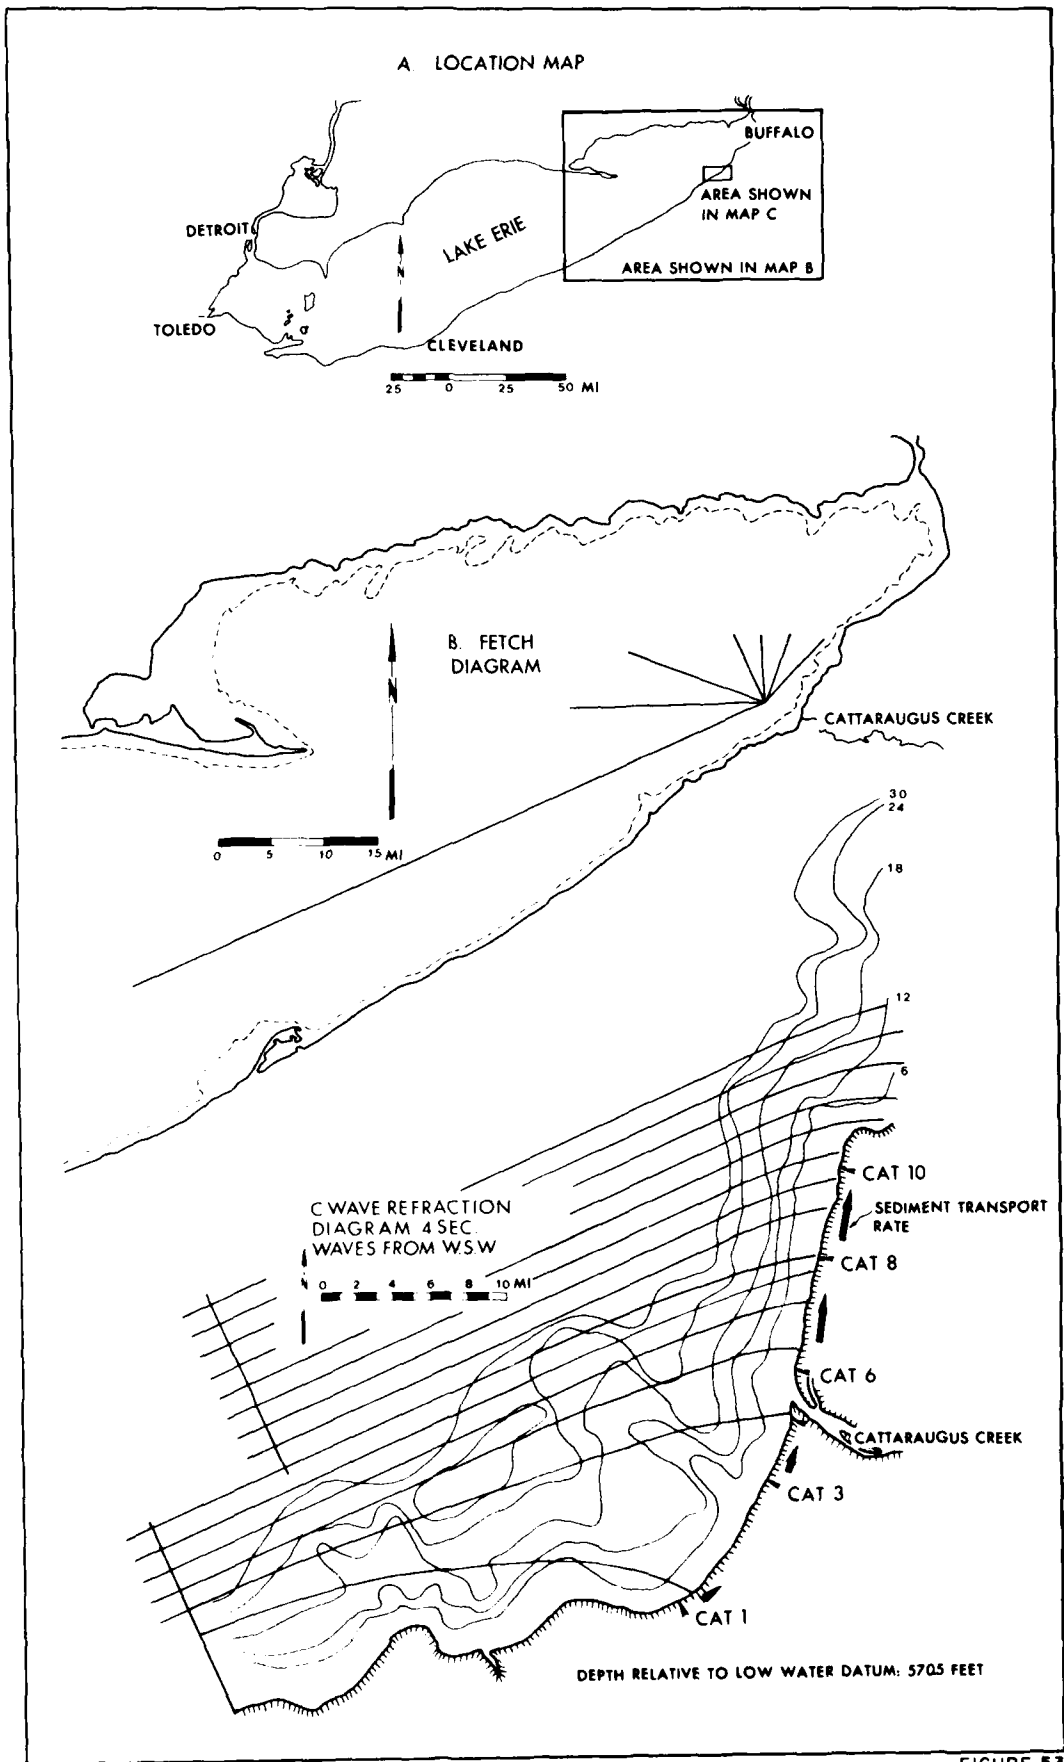 A. LOCATION MAP
BUFFALO
AREA SHOWN
IN MAP C
DETROIT
LAKE ERIE
N
AREA SHOWN IN MAP B
TOLEDO
CLEVELAND
25 0 25 50 MI
B. FETCH
DIAGRAM
N
CATTARAUGUS CREEK
0 5 10 15 MI
30
24
18
12
6
CAT 10
C WAVE REFRACTION
DIAGRAM 4 SEC.
WAVES FROM W.S.W
SEDIMENT TRANSPORT
RATE
N
0 2 4 6 8 10 MI
CAT 8
CAT 6
CATTARAUGUS CREEK
CAT 3
CAT 1
DEPTH RELATIVE TO LOW WATER DATUM: 570.5 FEET